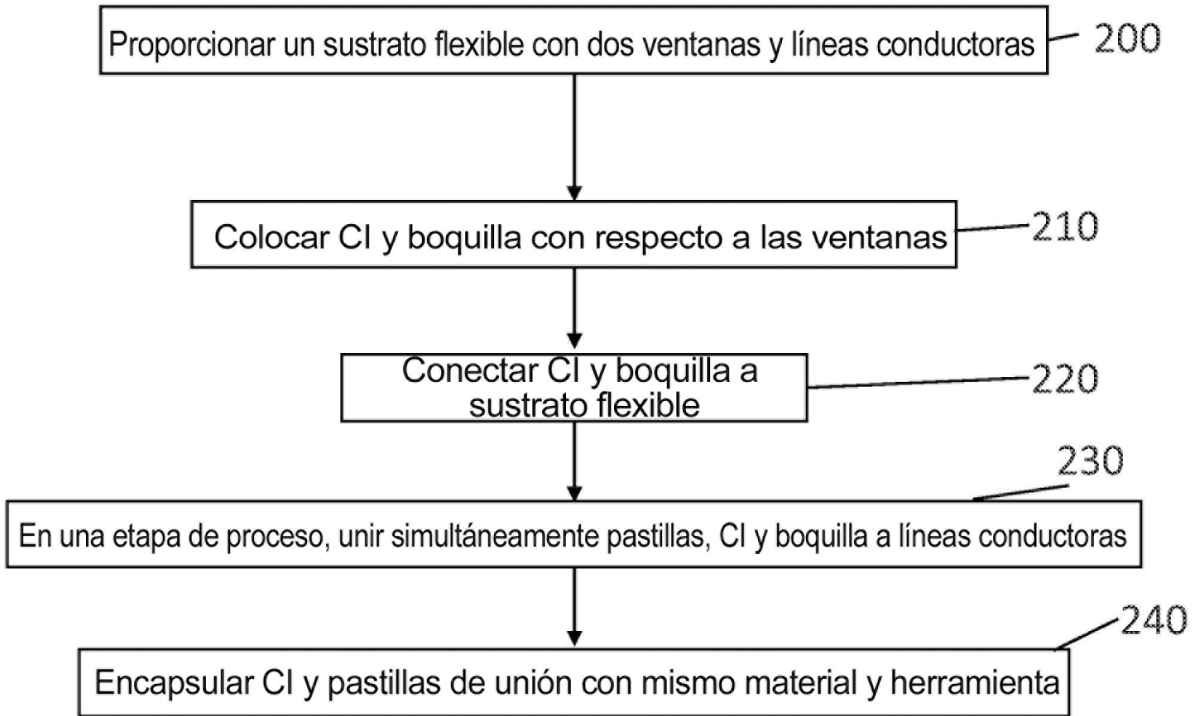 Proporcionar un sustrato flexible con dos ventanas y líneas conductoras
200
Colocar CI y boquilla con respecto a las ventanas
210
Conectar CI y boquilla a
sustrato flexible
220
230
En una etapa de proceso, unir simultáneamente pastillas, CI y boquilla a líneas conductoras
240
Encapsular CI y pastillas de unión con mismo material y herramienta